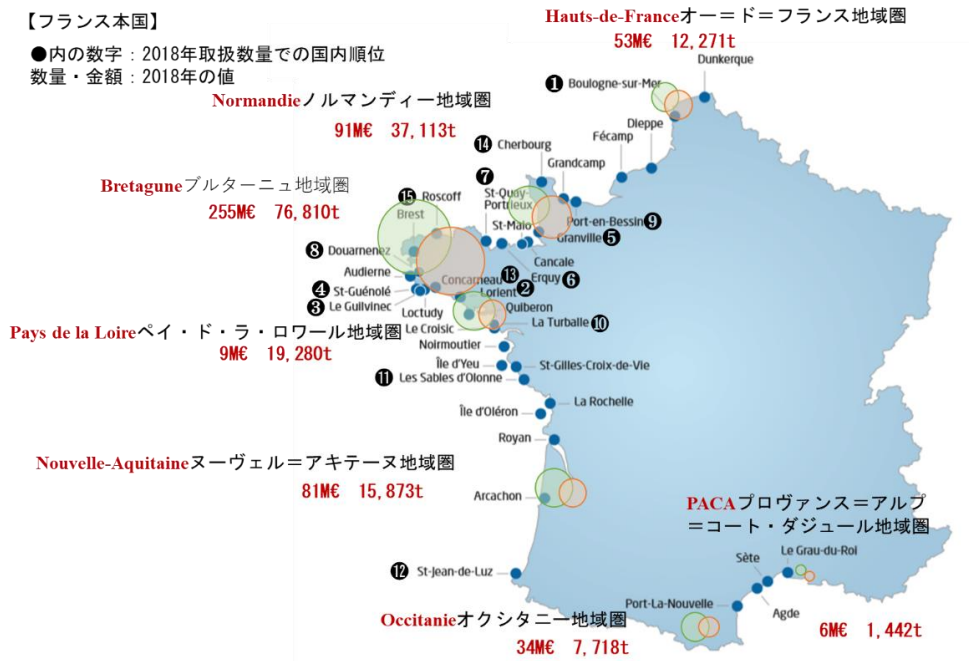 【フランス本国】
●内の数字：2018年取扱数量での国内順位
数量・金額：2018年の値
Hauts-de-Franceオー＝ド＝フランス地域圏
53M€ 12,271t
Dunkerque
❶ Boulogne-sur-Mer
Normandieノルマンディー地域圏
91M€ 37,113t
Dieppe
Fécamp
⓮ Cherbourg
Grandcamp
❼
St-Quay-
Portrieux
Bretaguneブルターニュ地域圏
255M€ 76,810t
⓯ Roscoff
Brest
St-Malo
Port-en-Bessin ❾
Granville ❺
❽ Douarnenez
Cancale
Audierne
Concarneau ⓭
Erquy ❻
❹ St-Guénolé
Lorient ❷
❸ Le Guilvinec
Loctudy
Quiberon
Pays de la Loireペイ・ド・ラ・ロワール地域圏
9M€ 19,280t
Le Croisic
La Turballe ❿
Noirmoutier
Île d'Yeu
St-Gilles-Croix-de-Vie
⓫ Les Sables d'Olonne
La Rochelle
Île d'Oléron
Royan
Nouvelle-Aquitaineヌーヴェル＝アキテーヌ地域圏
81M€ 15,873t
Arcachon
PACAプロヴァンス＝アルプ
＝コート・ダジュール地域圏
Le Grau-du-Roi
Sète
⓬ St-Jean-de-Luz
Port-La-Nouvelle
Agde
Occitanieオクシタニー地域圏
34M€ 7,718t
6M€ 1,442t